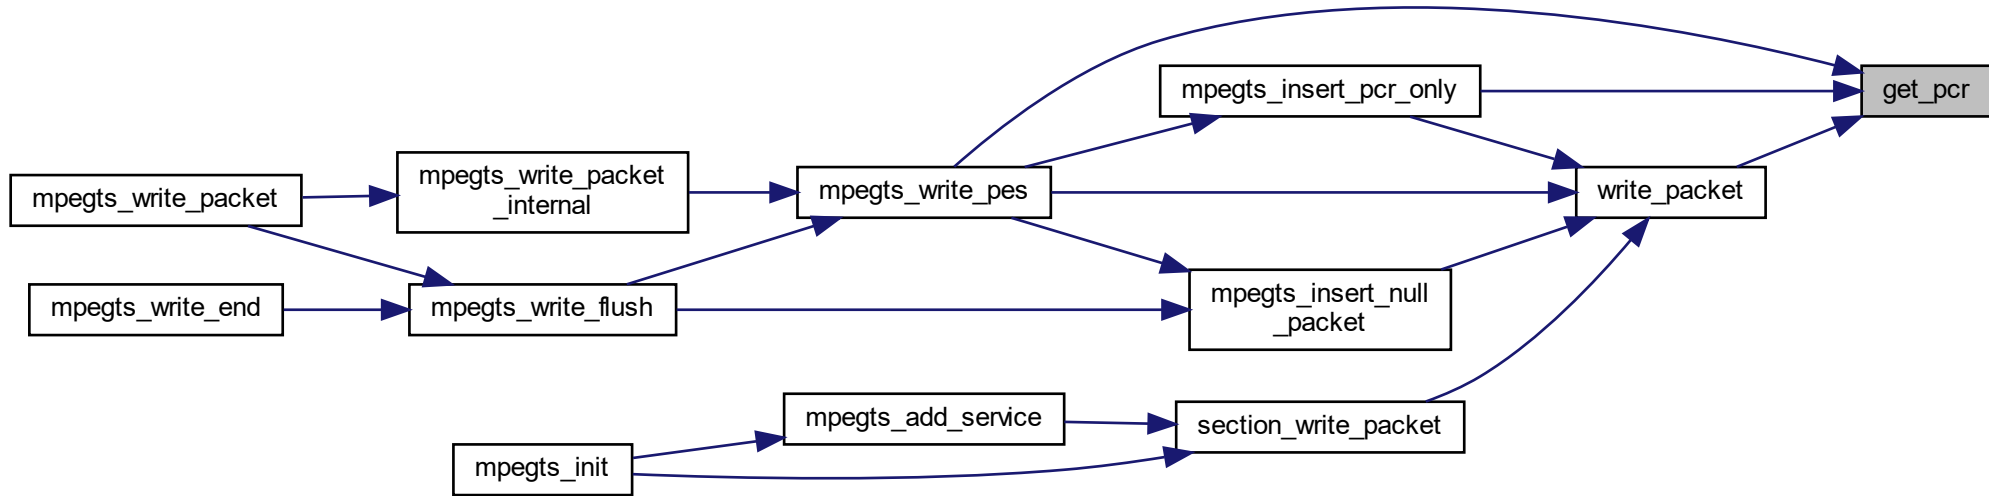 mpegts_insert_pcr_only
get_pcr
mpegts_write_packet
mpegts_write_packet
_internal
mpegts_write_pes
write_packet
mpegts_write_end
mpegts_write_flush
mpegts_insert_null
_packet
mpegts_add_service
section_write_packet
mpegts_init